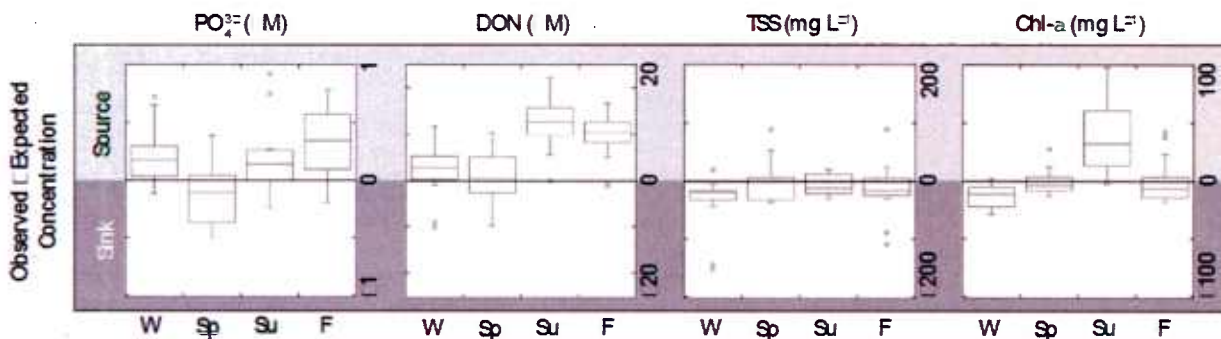 PO₄³⁼ ( M) DON ( M) TSS (mg L⁼¹) Chl-a (mg L⁼¹)
Observed Expected
Concentration
Source
Sink
1
0
1
20
0
20
200
0
200
100
0
100
W Sp Su F W Sp Su F W Sp Su F W Sp Su F